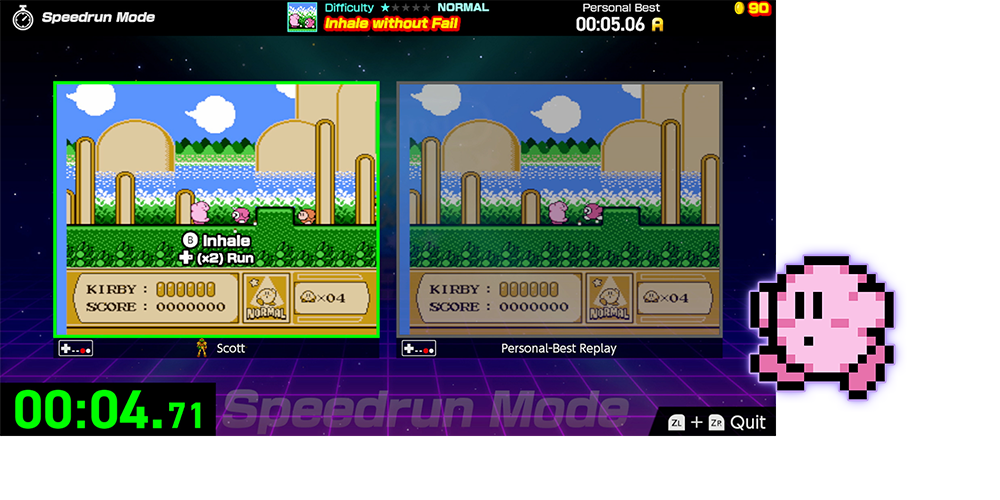 Speedrun Mode
Difficulty ★★★★★ NORMAL
Inhale without Fail
Personal Best
00:05.06 A
90
B Inhale
(x2) Run
KIRBY :
SCORE : 0000000
NORMAL
×04
KIRBY :
SCORE : 0000000
NORMAL
×04
Scott
Personal-Best Replay
00:04.71
Speedrun Mode
ZL + ZR Quit